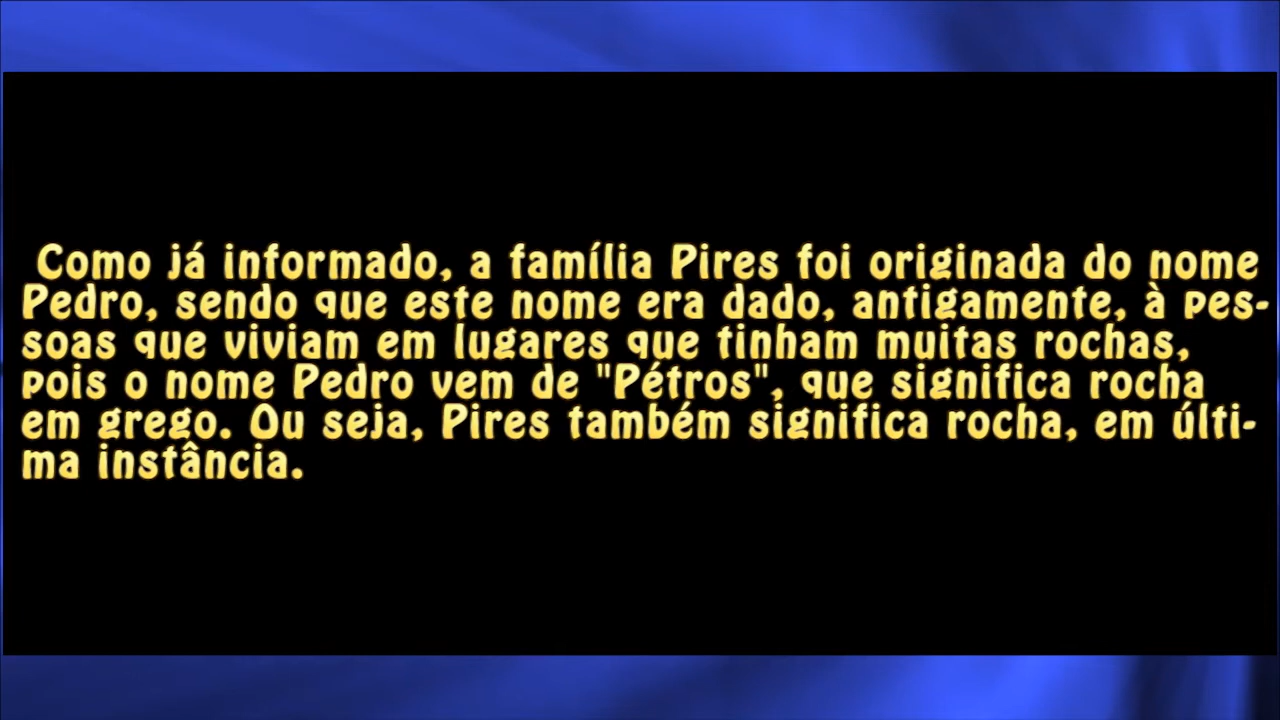 Como já informado, a família Pires foi originada do nome
Pedro, sendo que este nome era dado, antigamente, à pes-
soas que viviam em lugares que tinham muitas rochas,
pois o nome Pedro vem de "Pétros", que significa rocha
em grego. Ou seja, Pires também significa rocha, em últi-
ma instância.